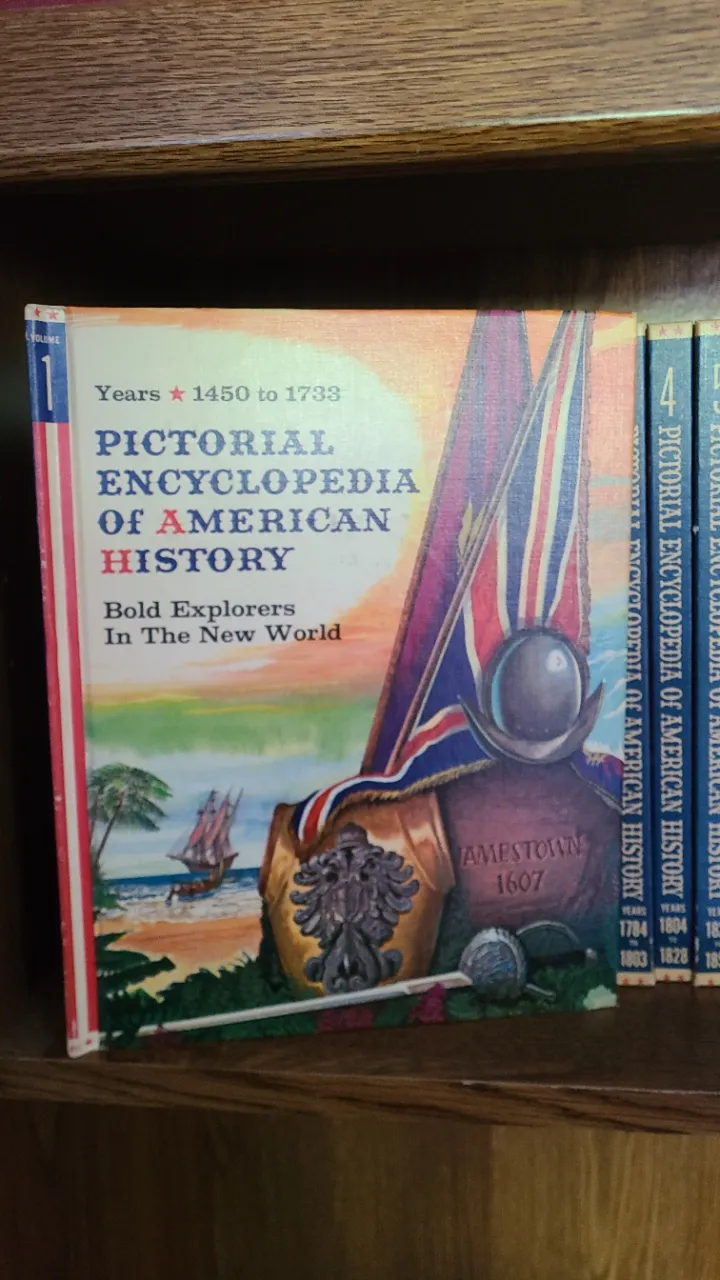 VOLUME
1
Years ★ 1450 to 1733
PICTORIAL
ENCYCLOPEDIA
Of AMERICAN
HISTORY
Bold Explorers
In The New World
JAMESTOWN
1607
PICTORIAL ENCYCLOPEDIA Of AMERICAN HISTORY
YEARS
1784
TO
1803
4
PICTORIAL ENCYCLOPEDIA Of AMERICAN HISTORY
YEARS
1804
TO
1828
PICTORIAL ENCYCLOPEDIA Of AMERICAN HISTORY